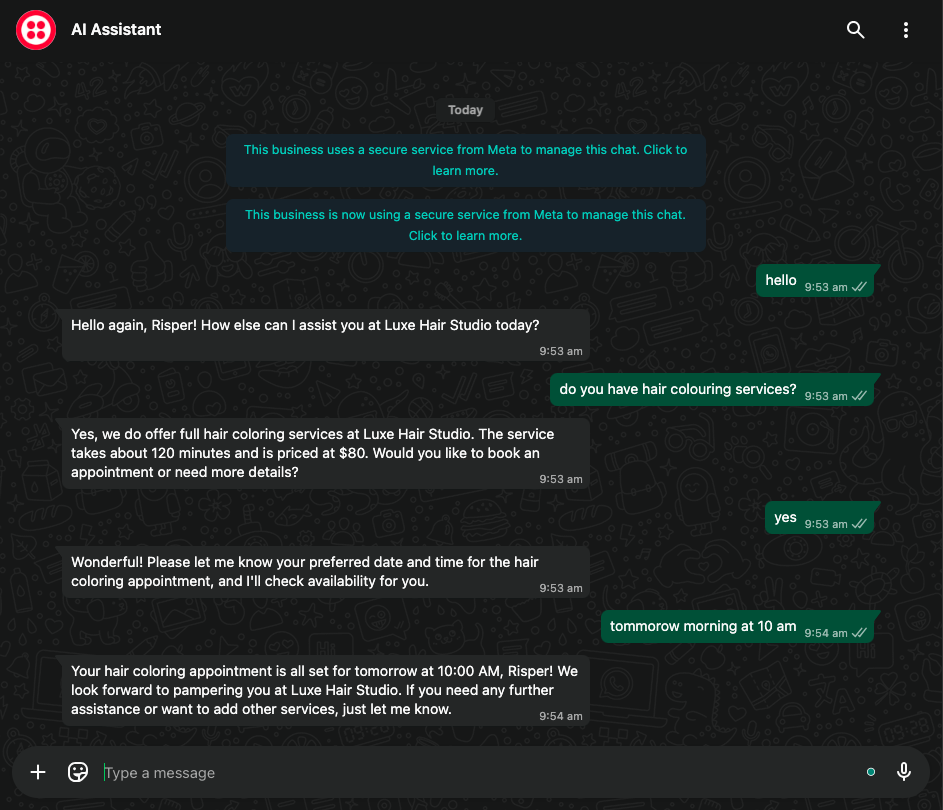 AI Assistant
Today
This business uses a secure service from Meta to manage this chat. Click to
learn more.
This business is now using a secure service from Meta to manage this chat.
Click to learn more.
hello 9:53 am
Hello again, Risper! How else can I assist you at Luxe Hair Studio today?
9:53 am
do you have hair colouring services? 9:53 am
Yes, we do offer full hair coloring services at Luxe Hair Studio. The service
takes about 120 minutes and is priced at $80. Would you like to book an
appointment or need more details?
9:53 am
yes 9:53 am
Wonderful! Please let me know your preferred date and time for the hair
coloring appointment, and I'll check availability for you.
9:53 am
tommorow morning at 10 am 9:54 am
Your hair coloring appointment is all set for tomorrow at 10:00 AM, Risper! We
look forward to pampering you at Luxe Hair Studio. If you need any further
assistance or want to add other services, just let me know.
9:54 am
Type a message